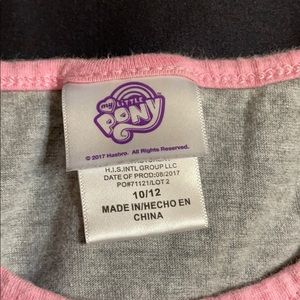 my
LITTLE
PONY
© 2017 Hasbro. All Rights Reserved.
H.I.S.INTL GROUP LLC
DATE OF PROD:08/2017
PO#71121/LOT 2
10/12
MADE IN/HECHO EN
CHINA